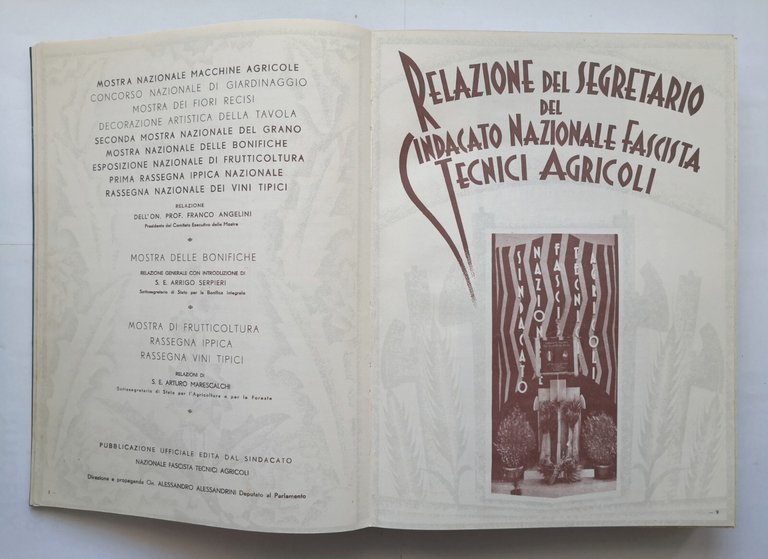 MOSTRA NAZIONALE MACCHINE AGRICOLE
CONCORSO NAZIONALE DI GIARDINAGGIO
MOSTRA DEI FIORI RECISI
DECORAZIONE ARTISTICA DELLA TAVOLA
SECONDA MOSTRA NAZIONALE DEL GRANO
MOSTRA NAZIONALE DELLE BONIFICHE
ESPOSIZIONE NAZIONALE DI FRUTTICOLTURA
PRIMA RASSEGNA IPPICA NAZIONALE
RASSEGNA NAZIONALE DEI VINI TIPICI
RELAZIONE
DELL'ON. PROF. FRANCO ANGELINI
Presidente del Comitato Esecutivo delle Mostre
MOSTRA DELLE BONIFICHE
RELAZIONE GENERALE CON INTRODUZIONE DI
S. E. ARRIGO SERPIERI
Sottosegretario di Stato per la Bonifica Integrale
MOSTRA DI FRUTTICOLTURA
RASSEGNA IPPICA
RASSEGNA VINI TIPICI
RELAZIONI DI
S. E. ARTURO MARESCALCHI
Sottosegretario di Stato per l'Agricoltura e per le Foreste
PUBBLICAZIONE UFFICIALE EDITA DAL SINDACATO
NAZIONALE FASCISTA TECNICI AGRICOLI
Direzione e propaganda On. ALESSANDRO ALESSANDRINI Deputato al Parlamento
RELAZIONE DEL SEGRETARIO
DEL
SINDACATO NAZIONALE FASCISTA
TECNICI AGRICOLI
SINDACATO
NAZIONALE
FASCI
TECNICI
AGRICOLI
9